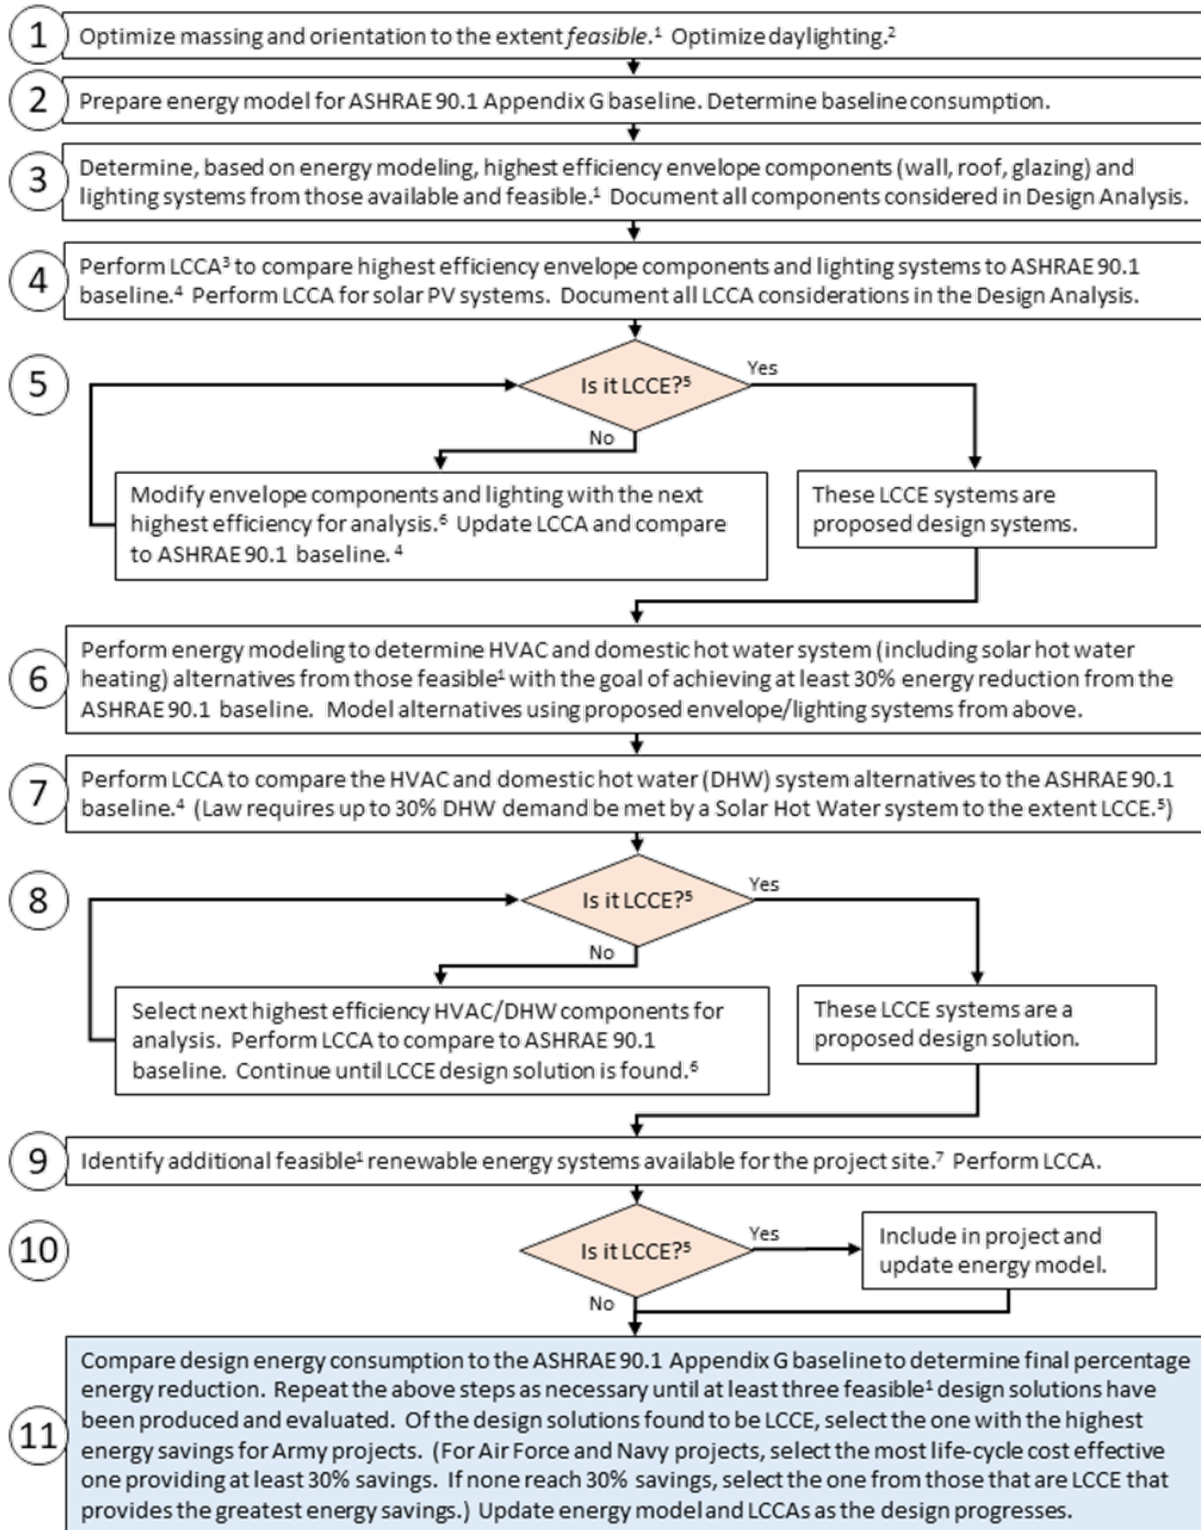 1
Optimize massing and orientation to the extent feasible.¹ Optimize daylighting.²
2
Prepare energy model for ASHRAE 90.1 Appendix G baseline. Determine baseline consumption.
3
Determine, based on energy modeling, highest efficiency envelope components (wall, roof, glazing) and
lighting systems from those available and feasible.¹ Document all components considered in Design Analysis.
4
Perform LCCA³ to compare highest efficiency envelope components and lighting systems to ASHRAE 90.1
baseline.⁴ Perform LCCA for solar PV systems. Document all LCCA considerations in the Design Analysis.
5
Is it LCCE?⁵
Yes
No
Modify envelope components and lighting with the next
highest efficiency for analysis.⁶ Update LCCA and compare
to ASHRAE 90.1 baseline.⁴
These LCCE systems are
proposed design systems.
6
Perform energy modeling to determine HVAC and domestic hot water system (including solar hot water
heating) alternatives from those feasible¹ with the goal of achieving at least 30% energy reduction from the
ASHRAE 90.1 baseline. Model alternatives using proposed envelope/lighting systems from above.
7
Perform LCCA to compare the HVAC and domestic hot water (DHW) system alternatives to the ASHRAE 90.1
baseline.⁴ (Law requires up to 30% DHW demand be met by a Solar Hot Water system to the extent LCCE.⁵)
8
Is it LCCE?⁵
Yes
No
Select next highest efficiency HVAC/DHW components for
analysis. Perform LCCA to compare to ASHRAE 90.1
baseline. Continue until LCCE design solution is found.⁶
These LCCE systems are a
proposed design solution.
9
Identify additional feasible¹ renewable energy systems available for the project site.⁷ Perform LCCA.
10
Is it LCCE?⁵
Yes
No
Include in project and
update energy model.
11
Compare design energy consumption to the ASHRAE 90.1 Appendix G baseline to determine final percentage
energy reduction. Repeat the above steps as necessary until at least three feasible¹ design solutions have
been produced and evaluated. Of the design solutions found to be LCCE, select the one with the highest
energy savings for Army projects. (For Air Force and Navy projects, select the most life-cycle cost effective
one providing at least 30% savings. If none reach 30% savings, select the one from those that are LCCE that
provides the greatest energy savings.) Update energy model and LCCAs as the design progresses.